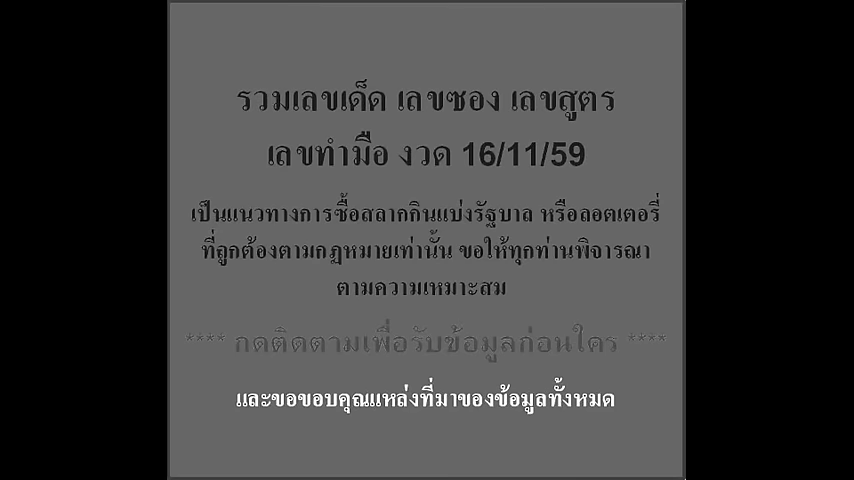 รวมเลขเด็ด เลขซอง เลขสูตร
เลขทำมือ งวด 16/11/59
เป็นแนวทางการซื้อสลากกินแบ่งรัฐบาล หรือลอตเตอรี่
ที่ถูกต้องตามกฎหมายเท่านั้น ขอให้ทุกท่านพิจารณา
ตามความเหมาะสม
**** กดติดตามเพื่อรับข้อมูลก่อนใคร ****
และขอขอบคุณแหล่งที่มาของข้อมูลทั้งหมด